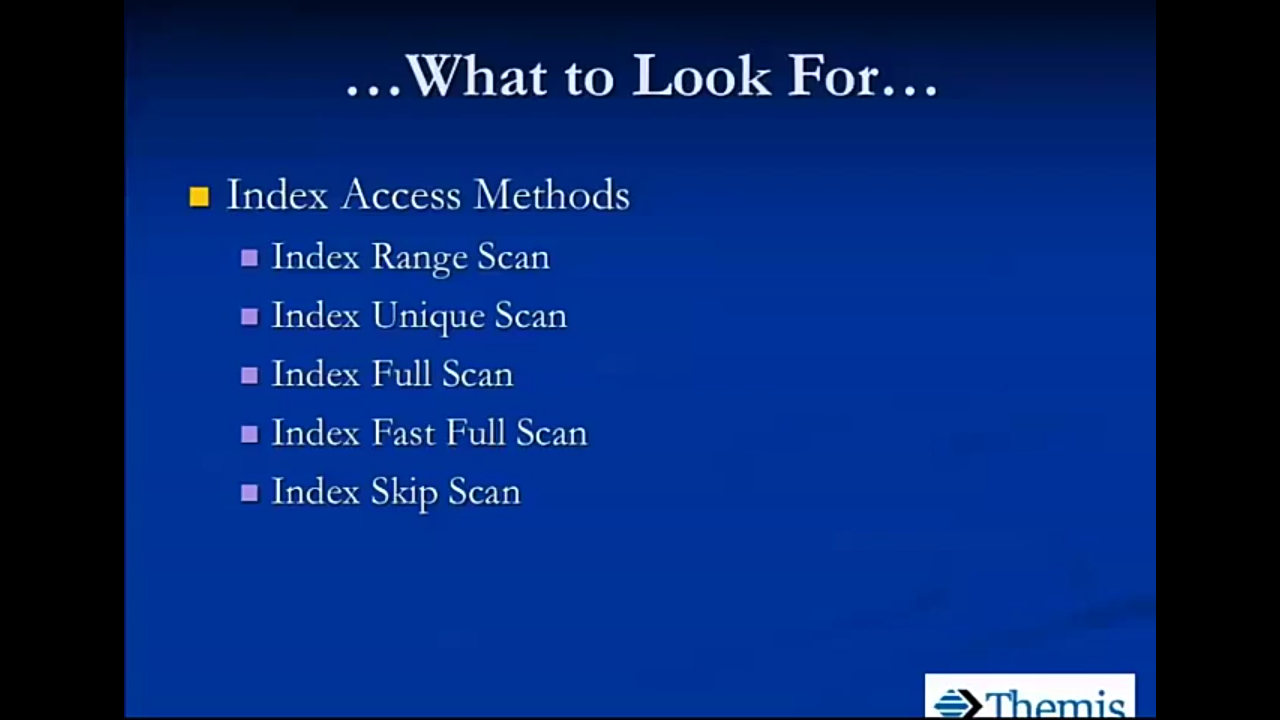 ...What to Look For...
Index Access Methods
Index Range Scan
Index Unique Scan
Index Full Scan
Index Fast Full Scan
Index Skip Scan
Themis